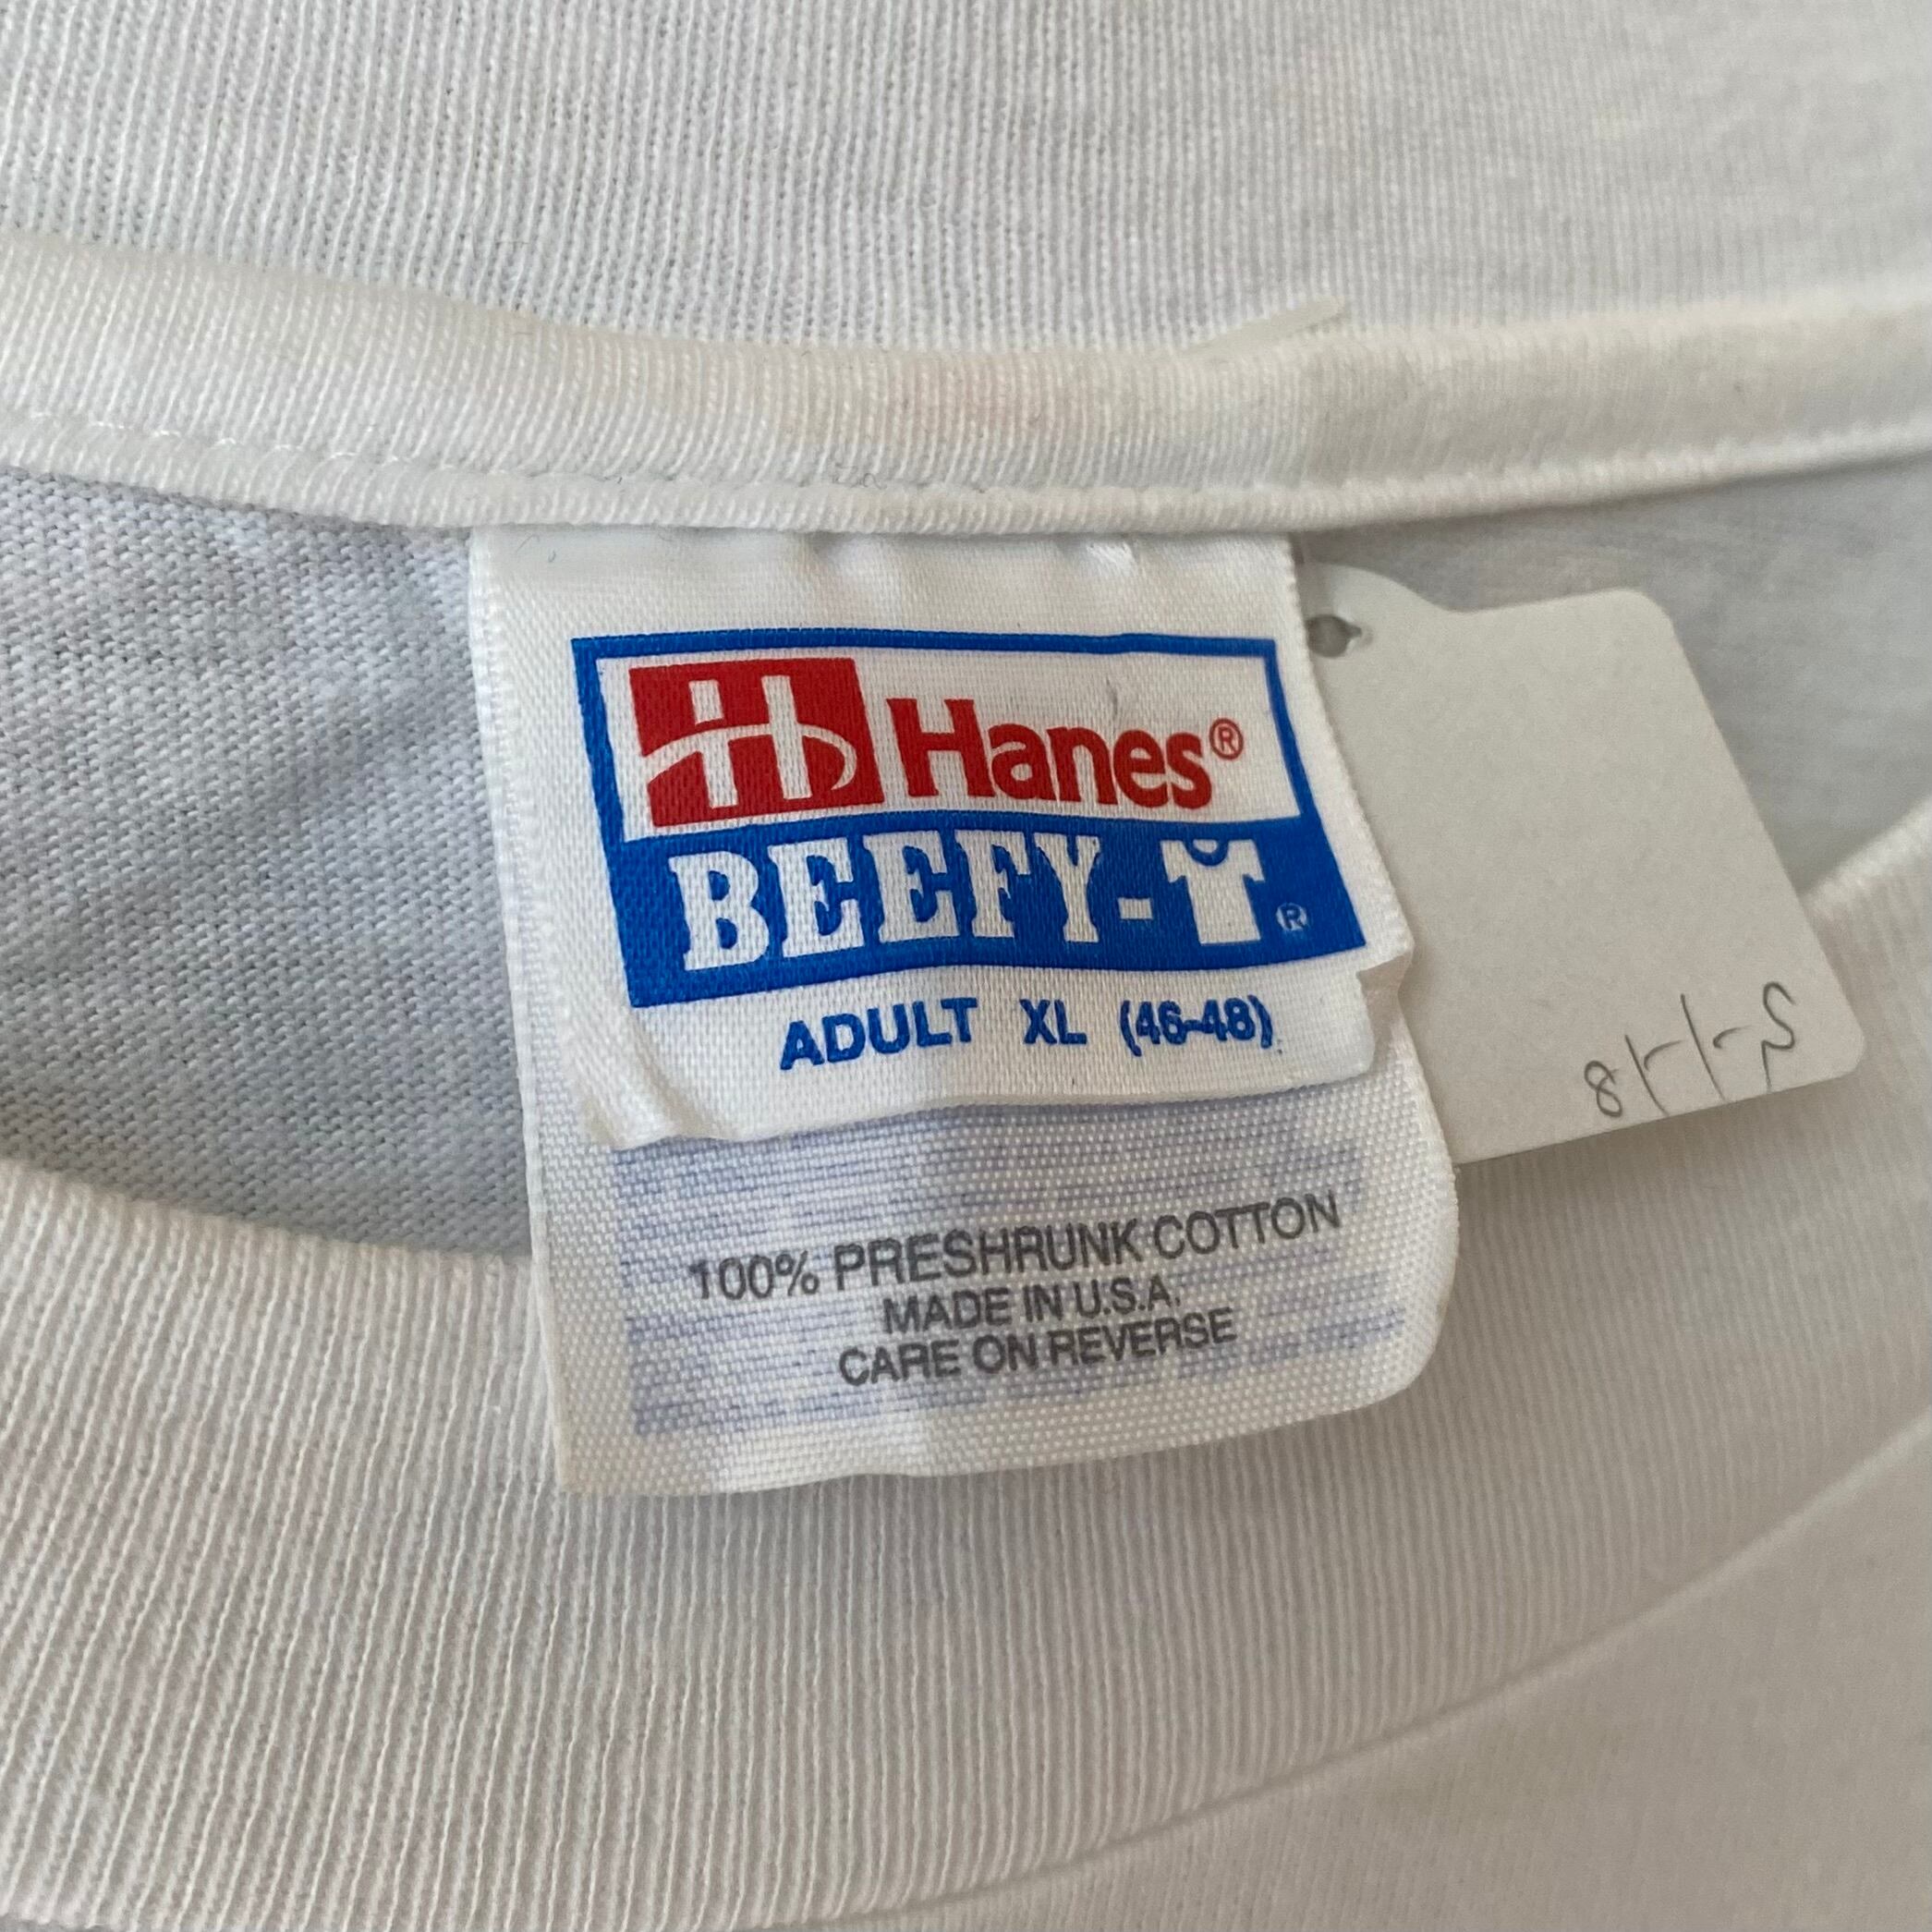 Hanes®
BEEFY-T®
ADULT XL (46-48)
100% PRESHRUNK COTTON
MADE IN U.S.A.
CARE ON REVERSE